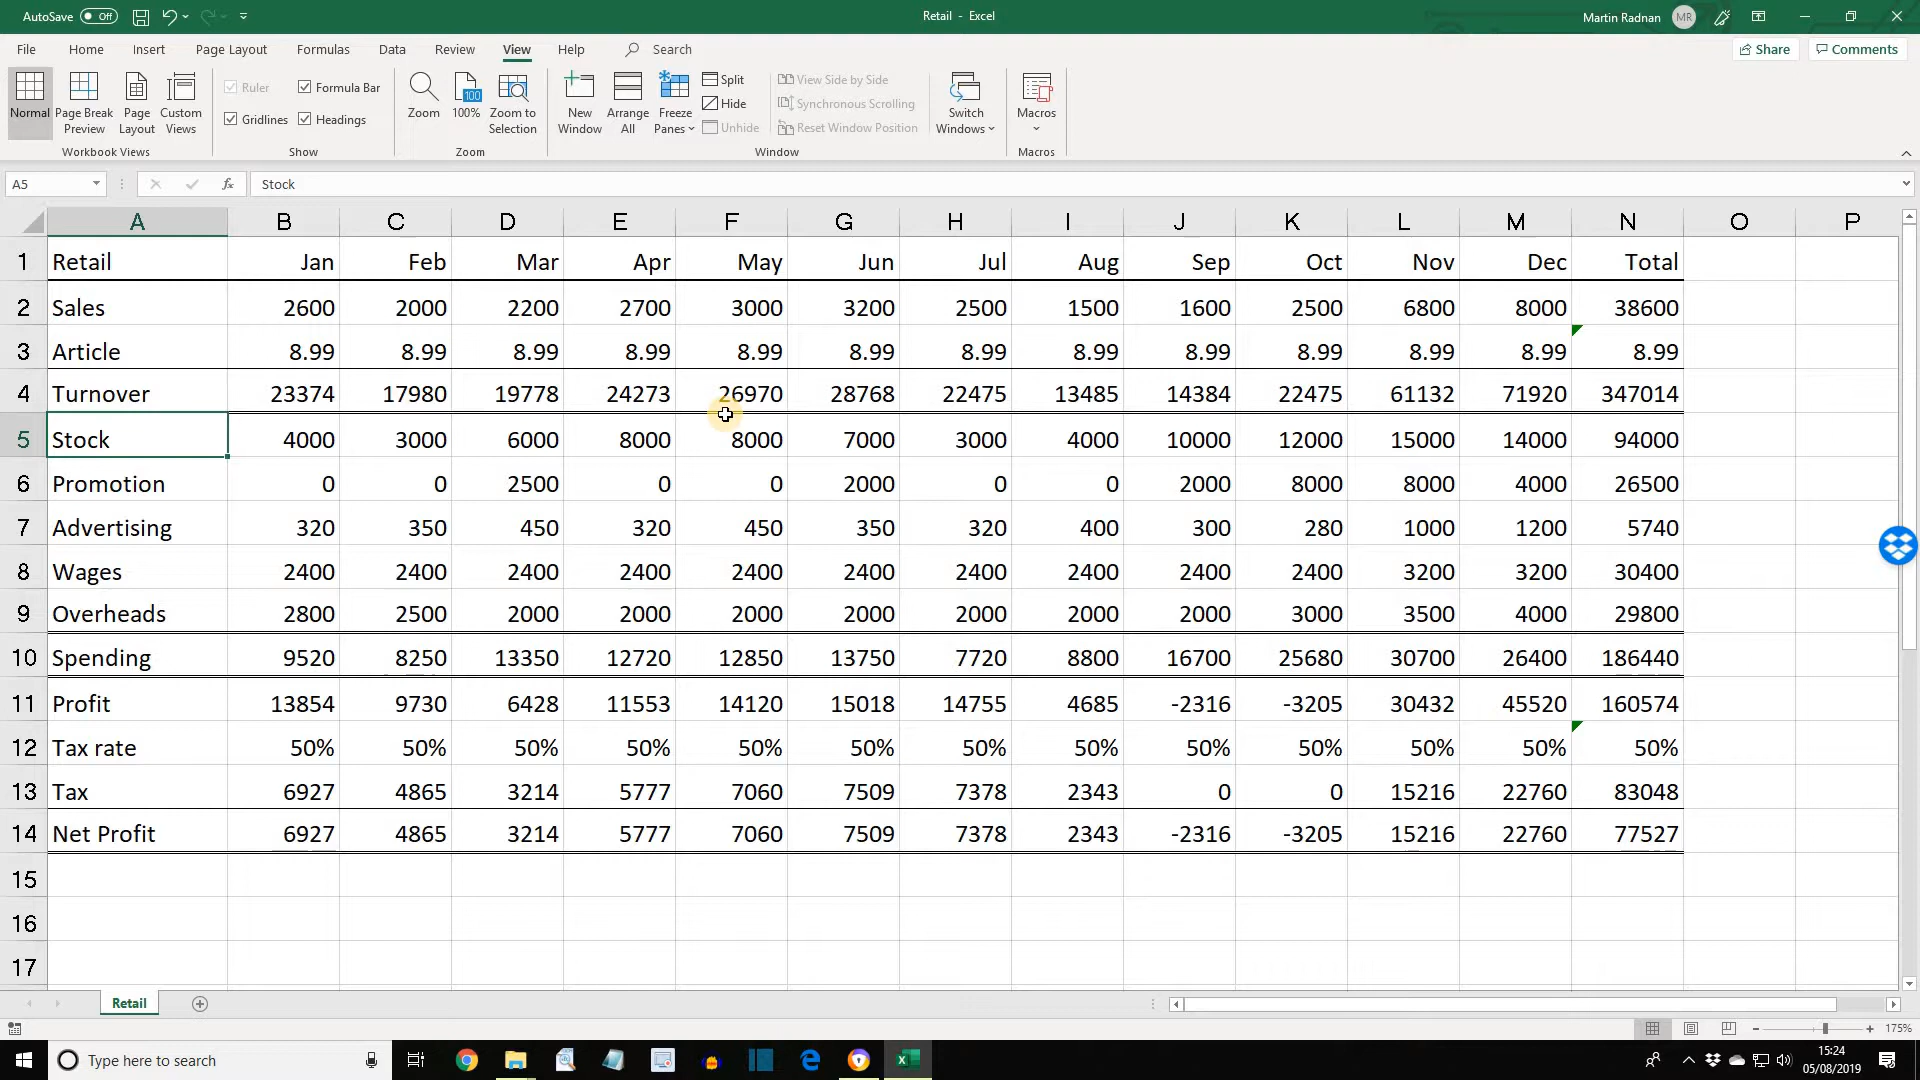 AutoSave Off
Retail - Excel
Martin Radnan MR
File Home Insert Page Layout Formulas Data Review View Help Search
Share Comments
Normal Page Break Preview Page Layout Custom Views
Workbook Views
Ruler Formula Bar
Gridlines Headings
Show
Zoom 100% Zoom to Selection
100
Zoom
New Window Arrange All Freeze Panes
Split
Hide
Unhide
View Side by Side
Synchronous Scrolling
Reset Window Position
Window
Switch Windows
Macros
Macros
A5 fx Stock
A B C D E F G H I J K L M N O P
1 Retail Jan Feb Mar Apr May Jun Jul Aug Sep Oct Nov Dec Total
2 Sales 2600 2000 2200 2700 3000 3200 2500 1500 1600 2500 6800 8000 38600
3 Article 8.99 8.99 8.99 8.99 8.99 8.99 8.99 8.99 8.99 8.99 8.99 8.99 8.99
4 Turnover 23374 17980 19778 24273 26970 28768 22475 13485 14384 22475 61132 71920 347014
5 Stock 4000 3000 6000 8000 8000 7000 3000 4000 10000 12000 15000 14000 94000
6 Promotion 0 0 2500 0 0 2000 0 0 2000 8000 8000 4000 26500
7 Advertising 320 350 450 320 450 350 320 400 300 280 1000 1200 5740
8 Wages 2400 2400 2400 2400 2400 2400 2400 2400 2400 2400 3200 3200 30400
9 Overheads 2800 2500 2000 2000 2000 2000 2000 2000 2000 3000 3500 4000 29800
10 Spending 9520 8250 13350 12720 12850 13750 7720 8800 16700 25680 30700 26400 186440
11 Profit 13854 9730 6428 11553 14120 15018 14755 4685 -2316 -3205 30432 45520 160574
12 Tax rate 50% 50% 50% 50% 50% 50% 50% 50% 50% 50% 50% 50% 50%
13 Tax 6927 4865 3214 5777 7060 7509 7378 2343 0 0 15216 22760 83048
14 Net Profit 6927 4865 3214 5777 7060 7509 7378 2343 -2316 -3205 15216 22760 77527
15
16
17
Retail
175%
Type here to search
15:24
05/08/2019